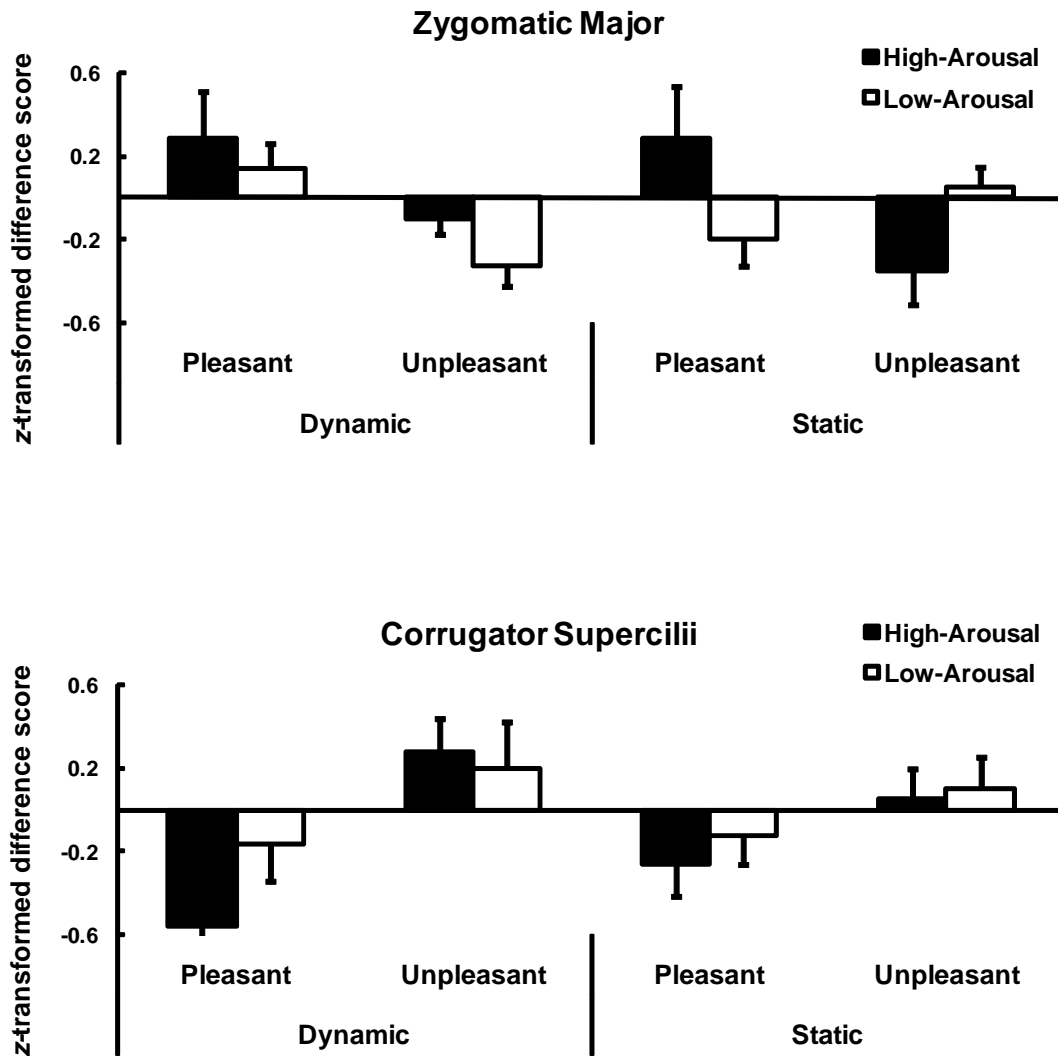 Zygomatic Major
High-Arousal
Low-Arousal
z-transformed difference score
0.6
0.2
-0.2
-0.6
Pleasant Unpleasant Pleasant Unpleasant
Dynamic Static
Corrugator Supercilii
High-Arousal
Low-Arousal
z-transformed difference score
0.6
0.2
-0.2
-0.6
Pleasant Unpleasant Pleasant Unpleasant
Dynamic Static